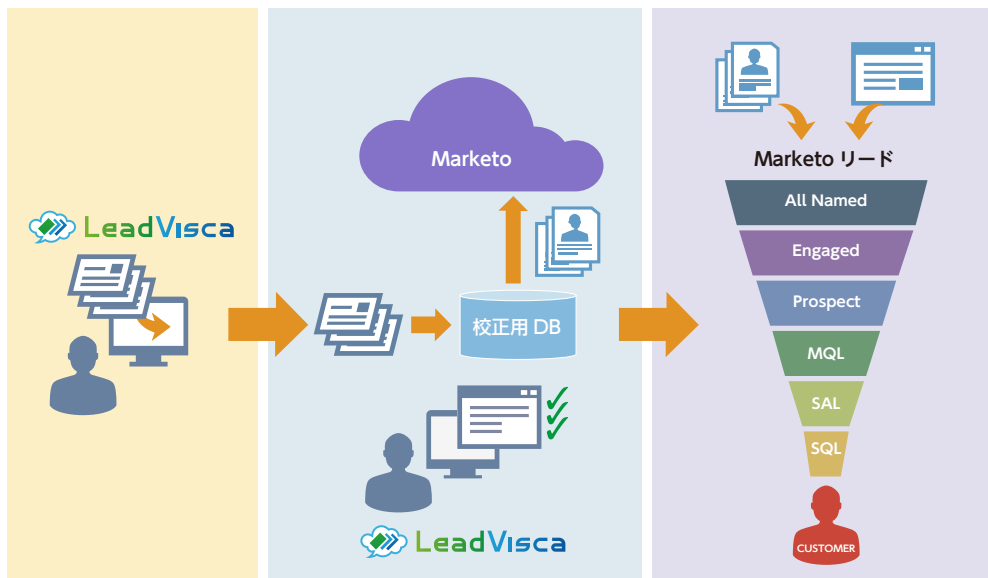 LeadVisca
Marketo
校正用 DB
LeadVisca
Marketo リード
All Named
Engaged
Prospect
MQL
SAL
SQL
CUSTOMER